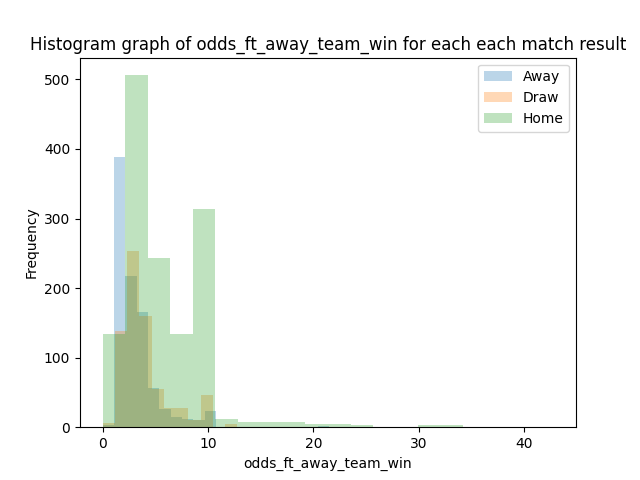 Histogram graph of odds_ft_away_team_win for each each match result
Away
Draw
Home
500
400
300
200
100
0
Frequency
0 10 20 30 40
odds_ft_away_team_win